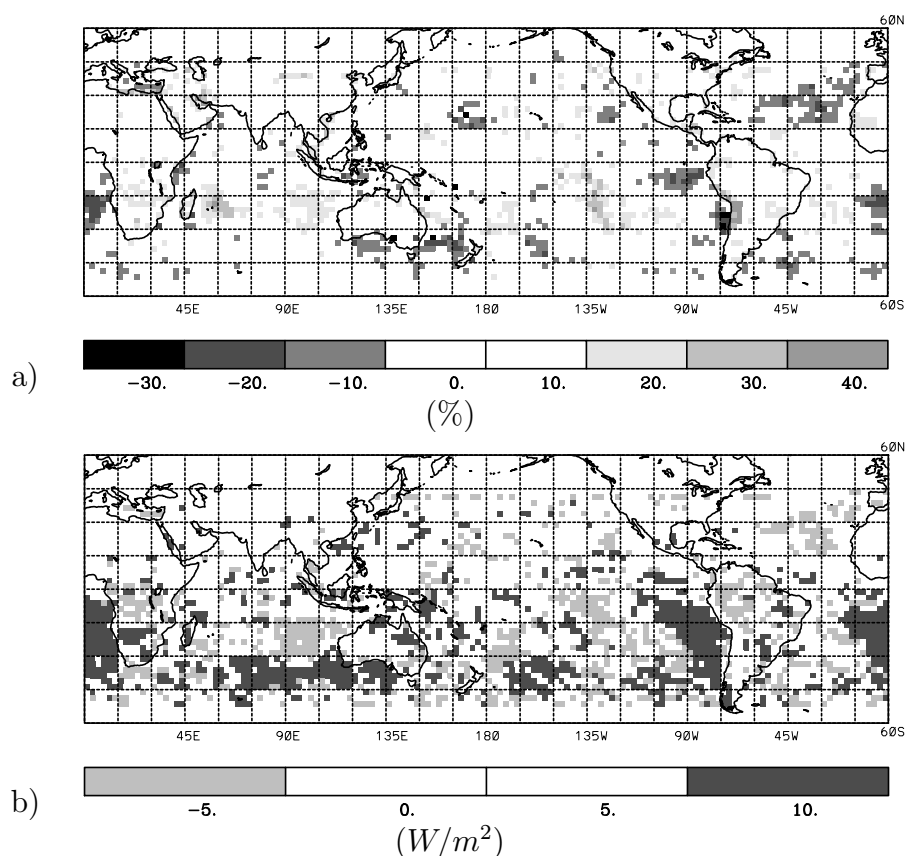 60N
45E 90E 135E 180 135W 90W 45W
60S
a)
-30. -20. -10. 0. 10. 20. 30. 40.
(%)
60N
45E 90E 135E 180 135W 90W 45W
60S
b)
-5. 0. 5. 10.
(W/m²)